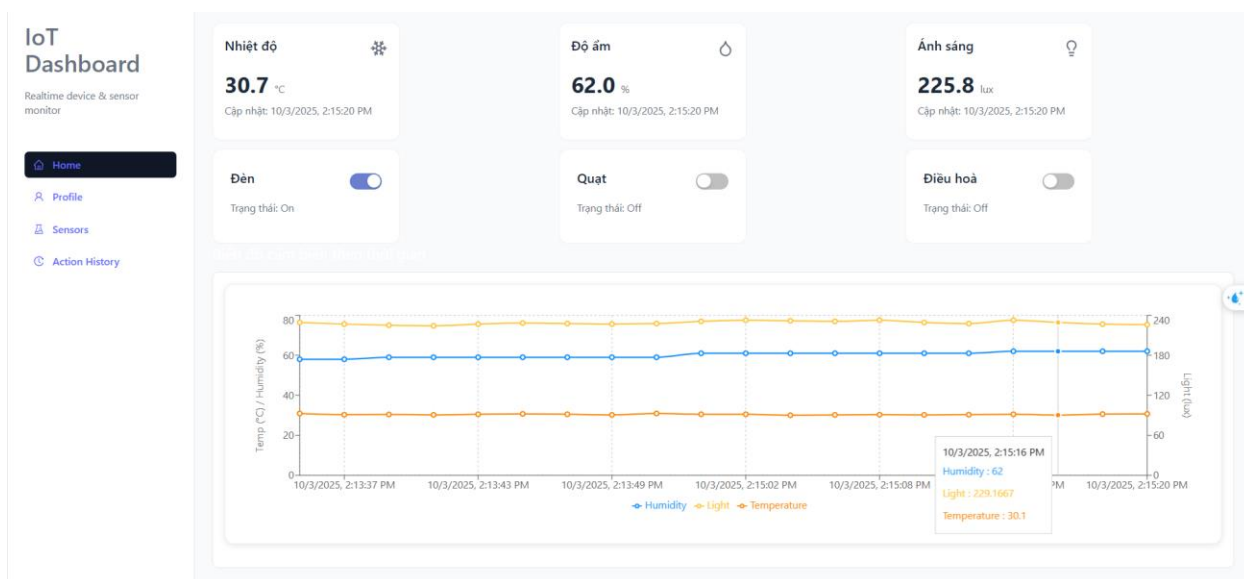 IoT
Dashboard
Realtime device & sensor
monitor
Home
Profile
Sensors
Action History
Nhiệt độ
30.7 °C
Cập nhật: 10/3/2025, 2:15:20 PM
Độ ẩm
62.0 %
Cập nhật: 10/3/2025, 2:15:20 PM
Ánh sáng
225.8 lux
Cập nhật: 10/3/2025, 2:15:20 PM
Đèn
Trạng thái: On
Quạt
Trạng thái: Off
Điều hoà
Trạng thái: Off
Temp (°C) / Humidity (%)
80
60
40
20
0
240
180
120
60
0
Light (lux)
10/3/2025, 2:15:16 PM
Humidity : 62
Light : 229.1667
Temperature : 30.1
10/3/2025, 2:13:37 PM 10/3/2025, 2:13:43 PM 10/3/2025, 2:13:49 PM 10/3/2025, 2:15:02 PM 10/3/2025, 2:15:08 PM PM 10/3/2025, 2:15:20 PM
Humidity Light Temperature